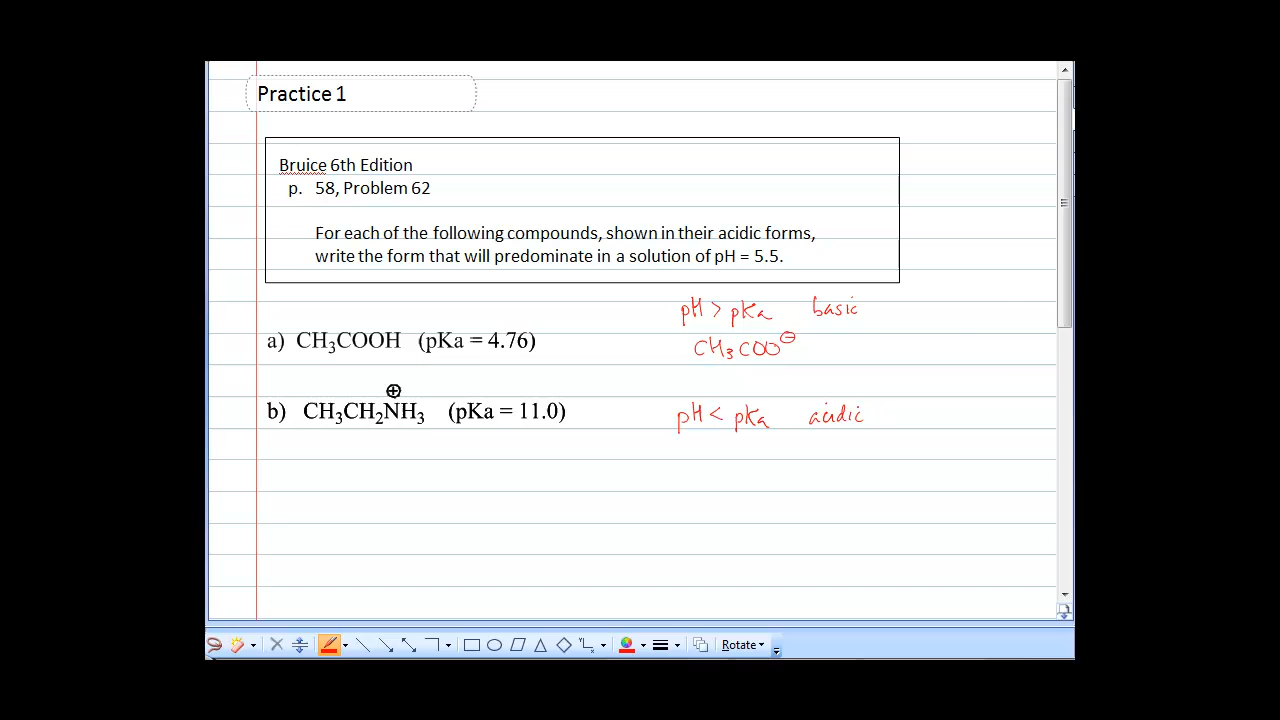 Practice 1
Bruice 6th Edition
p. 58, Problem 62
For each of the following compounds, shown in their acidic forms,
write the form that will predominate in a solution of pH = 5.5.
pH > pKa basic
a) CH₃COOH (pKa = 4.76)
CH₃COO⊖
⊕
b) CH₃CH₂NH₃ (pKa = 11.0)
pH < pKa acidic
Rotate